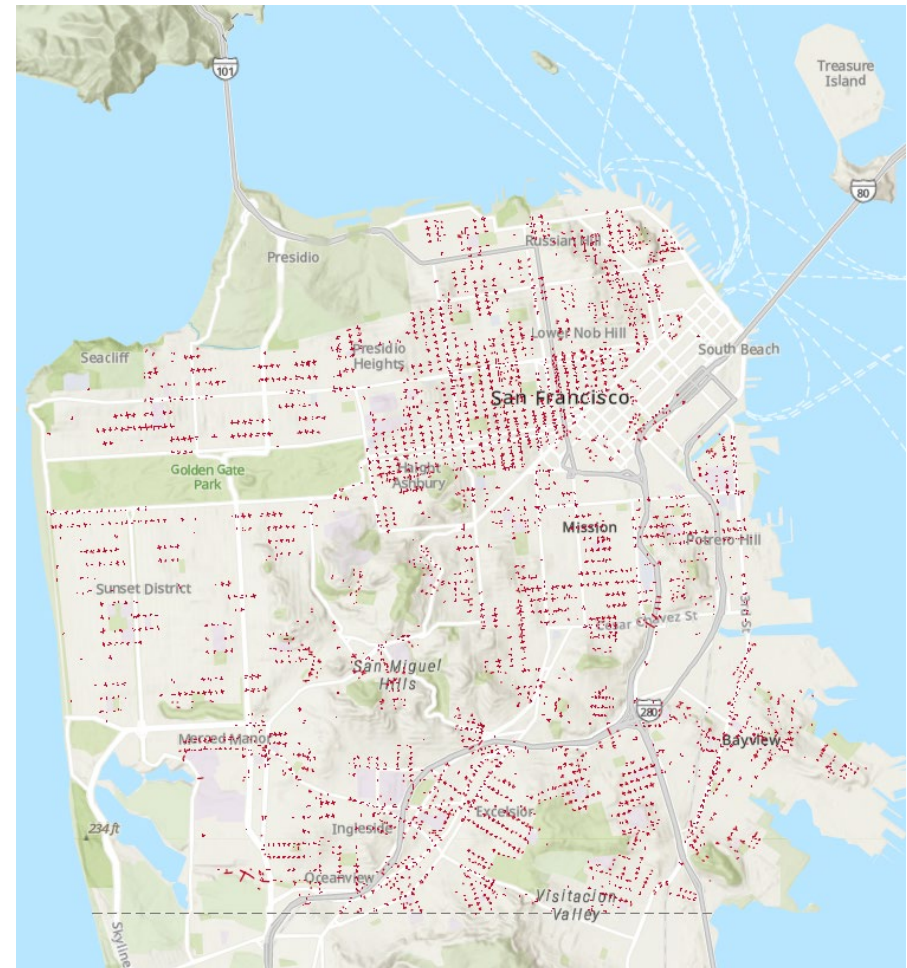 101
Treasure
Island
80
Russian Hill
Presidio
Lower Nob Hill
South Beach
Presidio
Heights
Seacliff
San Francisco
Golden Gate
Park
Haight
Ashbury
Mission
Potrero Hill
Sunset District
3rd St
Cesar Chavez St
San Miguel
Hills
280
Merced Manor
Bayview
Excelsior
234 ft
Ingleside
Oceanview
Visitacion
Valley
Skyline